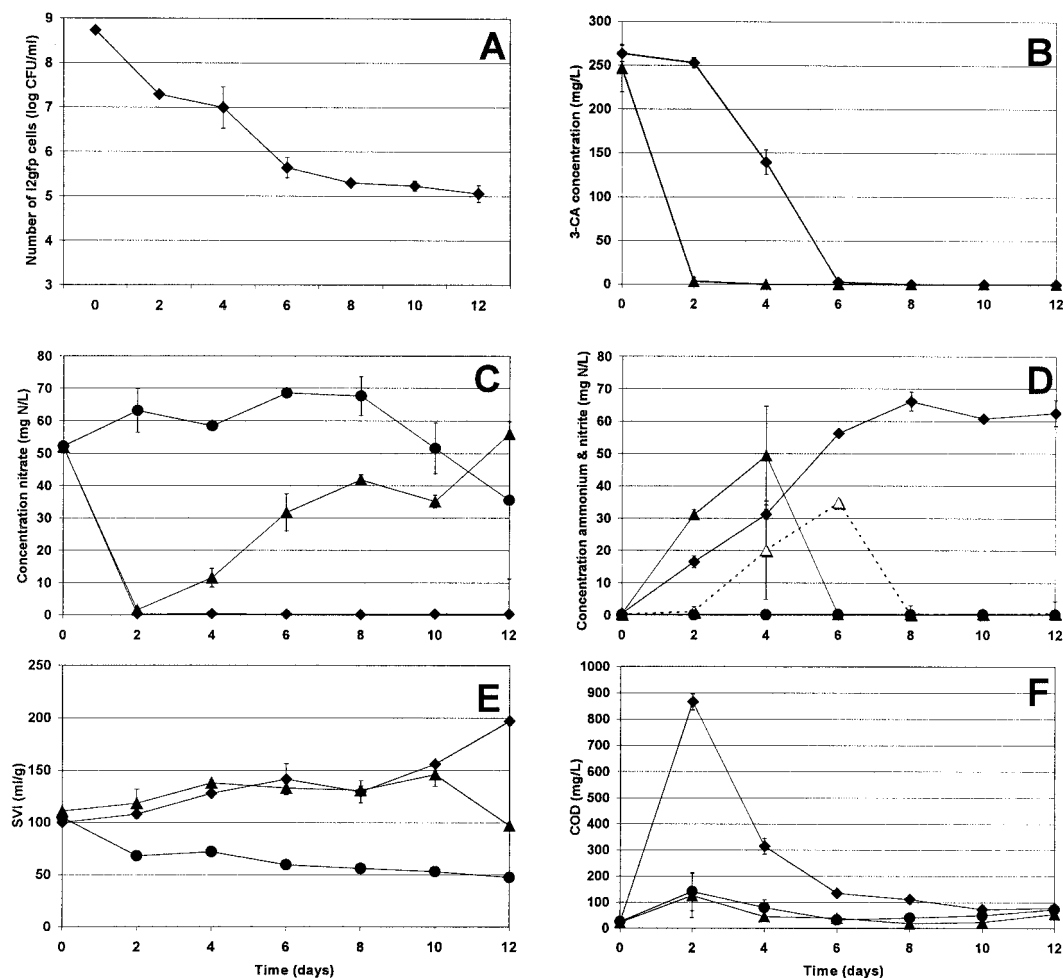 A
Number of I2gfp cells (log CFU/ml)
9
8
7
6
5
4
3
0 2 4 6 8 10 12
B
3-CA concentration (mg/L)
300
250
200
150
100
50
0
0 2 4 6 8 10 12
C
Concentration nitrate (mg N/L)
80
70
60
50
40
30
20
10
0
0 2 4 6 8 10 12
D
Concentration ammonium & nitrite (mg N/L)
80
70
60
50
40
30
20
10
0
0 2 4 6 8 10 12
E
SVI (ml/g)
250
200
150
100
50
0
0 2 4 6 8 10 12
Time (days)
F
COD (mg/L)
1000
900
800
700
600
500
400
300
200
100
0
0 2 4 6 8 10 12
Time (days)